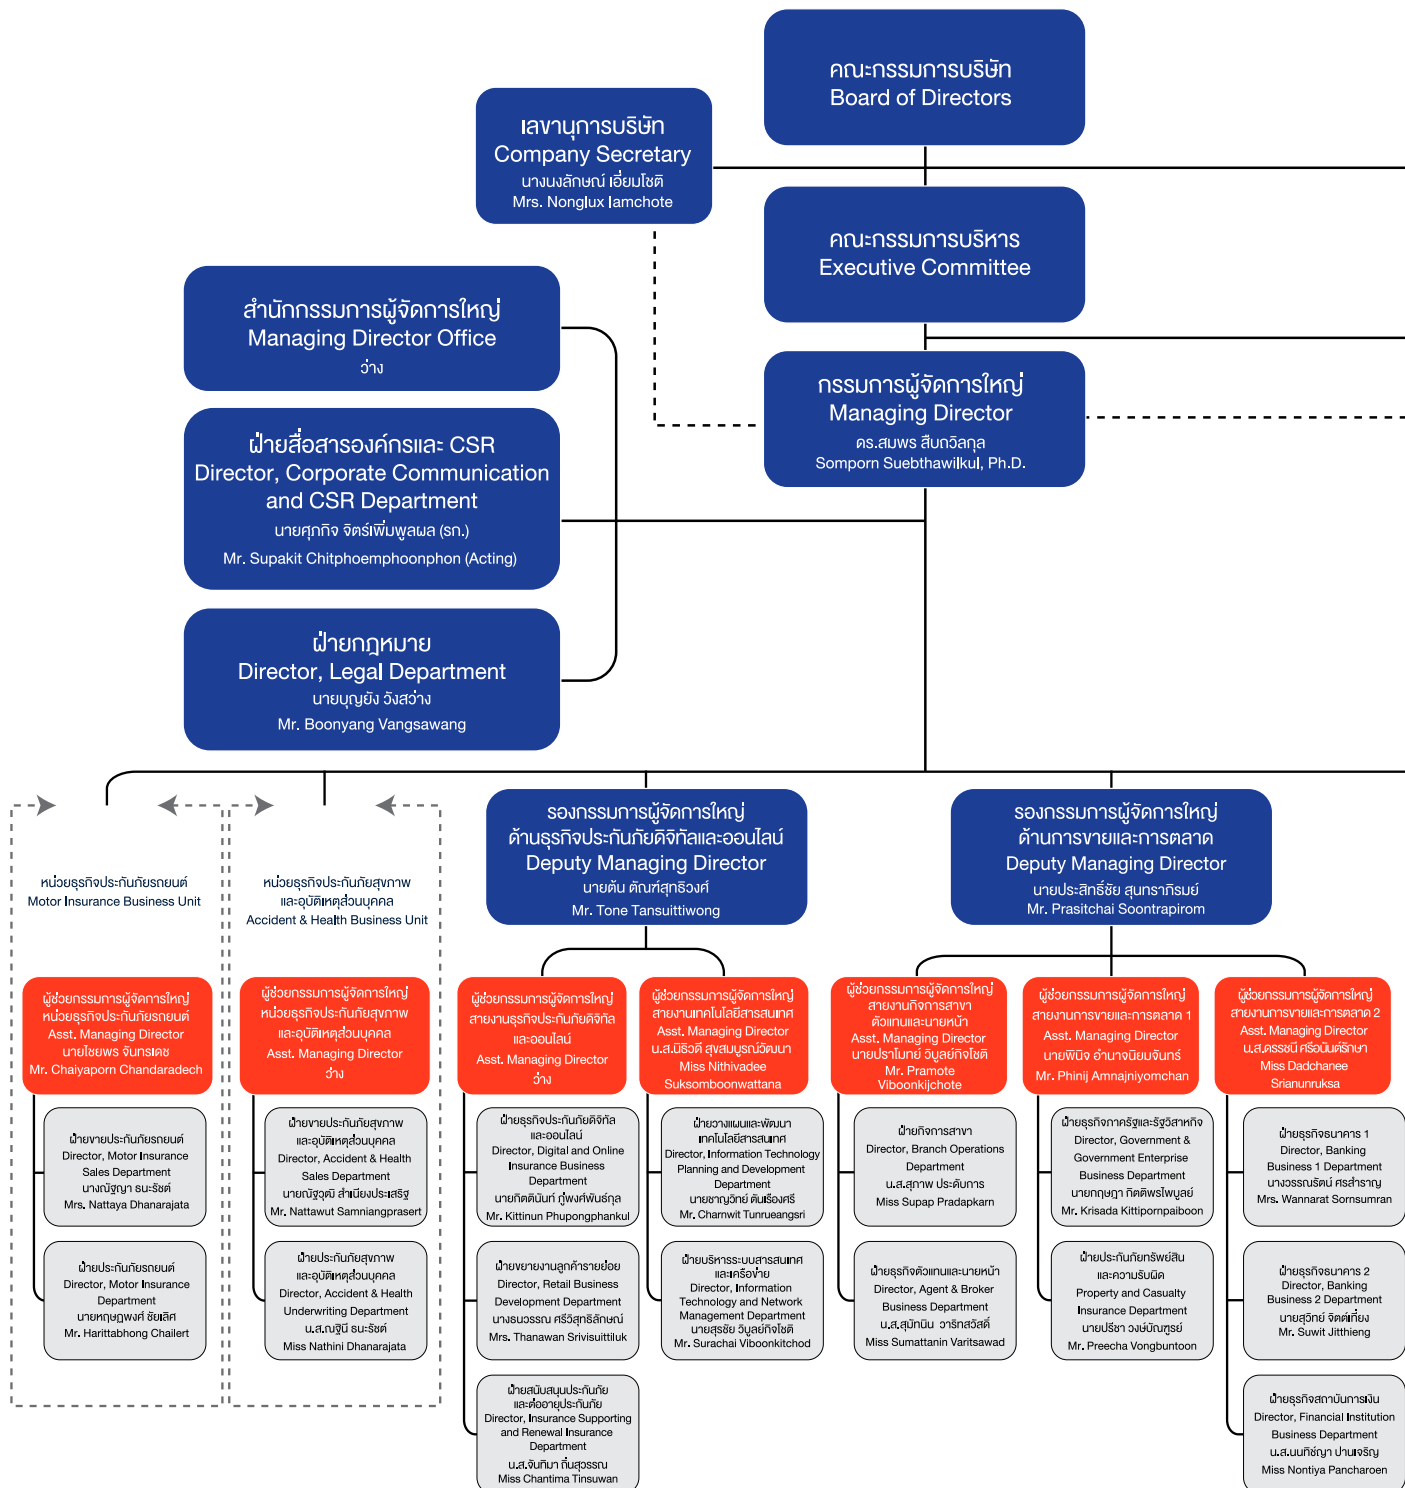 คณะกรรมการบริษัท
Board of Directors
เลขานุการบริษัท
Company Secretary
นางนงลักษณ์ เอี่ยมโชติ
Mrs. Nonglux Iamchote
คณะกรรมการบริหาร
Executive Committee
สำนักกรรมการผู้จัดการใหญ่
Managing Director Office
ว่าง
กรรมการผู้จัดการใหญ่
Managing Director
ดร.สมพร สืบถวิลกุล
Somporn Suebthawilkul, Ph.D.
ฝ่ายสื่อสารองค์กรและ CSR
Director, Corporate Communication
and CSR Department
นายศุภกิจ จิตร์เพิ่มพูลผล (รก.)
Mr. Supakit Chitphoemphoonphon (Acting)
ฝ่ายกฎหมาย
Director, Legal Department
นายบุญยัง วังสว่าง
Mr. Boonyang Vangsawang
หน่วยธุรกิจประกันภัยรถยนต์
Motor Insurance Business Unit
หน่วยธุรกิจประกันภัยสุขภาพ
และอุบัติเหตุส่วนบุคคล
Accident & Health Business Unit
รองกรรมการผู้จัดการใหญ่
ด้านธุรกิจประกันภัยดิจิทัลและออนไลน์
Deputy Managing Director
นายต้น ตัณฑ์สุทธิวงศ์
Mr. Tone Tansuittiwong
รองกรรมการผู้จัดการใหญ่
ด้านการขายและการตลาด
Deputy Managing Director
นายประสิทธิ์ชัย สุนทราภิรมย์
Mr. Prasitchai Soontrapirom
ผู้ช่วยกรรมการผู้จัดการใหญ่
หน่วยธุรกิจประกันภัยรถยนต์
Asst. Managing Director
นายไชยพร จันทรเดช
Mr. Chaiyaporn Chandaradech
ผู้ช่วยกรรมการผู้จัดการใหญ่
หน่วยธุรกิจประกันภัยสุขภาพ
และอุบัติเหตุส่วนบุคคล
Asst. Managing Director
ว่าง
ผู้ช่วยกรรมการผู้จัดการใหญ่
สายงานธุรกิจประกันภัยดิจิทัล
และออนไลน์
Asst. Managing Director
ว่าง
ผู้ช่วยกรรมการผู้จัดการใหญ่
สายงานเทคโนโลยีสารสนเทศ
Asst. Managing Director
น.ส.นิธิวดี สุขสมบูรณ์วัฒนา
Miss Nithivadee
Suksomboonwattana
ผู้ช่วยกรรมการผู้จัดการใหญ่
สายงานกิจการสาขา
ตัวแทนและนายหน้า
Asst. Managing Director
นายปราโมทย์ วิบูลย์กิจโชติ
Mr. Pramote
Viboonkijchote
ผู้ช่วยกรรมการผู้จัดการใหญ่
สายงานการขายและการตลาด 1
Asst. Managing Director
นายพินิจ อำนาจนิยมจันทร์
Mr. Phinij Amnajniyomchan
ผู้ช่วยกรรมการผู้จัดการใหญ่
สายงานการขายและการตลาด 2
Asst. Managing Director
น.ส.ดรรชนี ศรีอนันต์รักษา
Miss Dadchanee
Srianunruksa
ฝ่ายขายประกันภัยรถยนต์
Director, Motor Insurance
Sales Department
นางณัฐญา ธนะรัชต์
Mrs. Nattaya Dhanarajata
ฝ่ายขายประกันภัยสุขภาพ
และอุบัติเหตุส่วนบุคคล
Director, Accident & Health
Sales Department
นายณัฐวุฒิ สำเนียงประเสริฐ
Mr. Nattawut Samniangprasert
ฝ่ายธุรกิจประกันภัยดิจิทัล
และออนไลน์
Director, Digital and Online
Insurance Business
Department
นายกิตตินันท์ ภู่พงศ์พันธ์กุล
Mr. Kittinun Phupongphankul
ฝ่ายวางแผนและพัฒนา
เทคโนโลยีสารสนเทศ
Director, Information Technology
Planning and Development
Department
นายชาญวิทย์ ตันเรืองศรี
Mr. Charnwit Tunrueangsri
ฝ่ายกิจการสาขา
Director, Branch Operations
Department
น.ส.สุภาพ ประดับการ
Miss Supap Pradapkarn
ฝ่ายธุรกิจภาครัฐและรัฐวิสาหกิจ
Director, Government &
Government Enterprise
Business Department
นายกฤษฎา กิตติพรไพบูลย์
Mr. Krisada Kittipornpaiboon
ฝ่ายธุรกิจธนาคาร 1
Director, Banking
Business 1 Department
นางวรรณรัตน์ ศรสำราญ
Mrs. Wannarat Sornsumran
ฝ่ายประกันภัยรถยนต์
Director, Motor Insurance
Department
นายหฤษฎพงศ์ ชัยเลิศ
Mr. Harittabhong Chailert
ฝ่ายประกันภัยสุขภาพ
และอุบัติเหตุส่วนบุคคล
Director, Accident & Health
Underwriting Department
น.ส.ณฐินี ธนะรัชต์
Miss Nathini Dhanarajata
ฝ่ายขยายงานลูกค้ารายย่อย
Director, Retail Business
Development Department
นางธนวรรณ ศรีวิสุทธิลักษณ์
Mrs. Thanawan Srivisuittiluk
ฝ่ายบริหารระบบสารสนเทศ
และเครือข่าย
Director, Information
Technology and Network
Management Department
นายสุรชัย วิบูลย์กิจโชติ
Mr. Surachai Viboonkitchod
ฝ่ายธุรกิจตัวแทนและนายหน้า
Director, Agent & Broker
Business Department
น.ส.สุมัทนิน วาริทสวัสดิ์
Miss Sumattanin Varitsawad
ฝ่ายประกันภัยทรัพย์สิน
และความรับผิด
Property and Casualty
Insurance Department
นายปรีชา วงษ์บัณฑูรย์
Mr. Preecha Vongbuntoon
ฝ่ายธุรกิจธนาคาร 2
Director, Banking
Business 2 Department
นายสุวิทย์ จิตต์เที่ยง
Mr. Suwit Jitthieng
ฝ่ายสนับสนุนประกันภัย
และต่ออายุประกันภัย
Director, Insurance Supporting
and Renewal Insurance
Department
น.ส.จันทิมา ถิ่นสุวรรณ
Miss Chantima Tinsuwan
ฝ่ายธุรกิจสถาบันการเงิน
Director, Financial Institution
Business Department
น.ส.นนทิชญา ปานเจริญ
Miss Nontiya Pancharoen